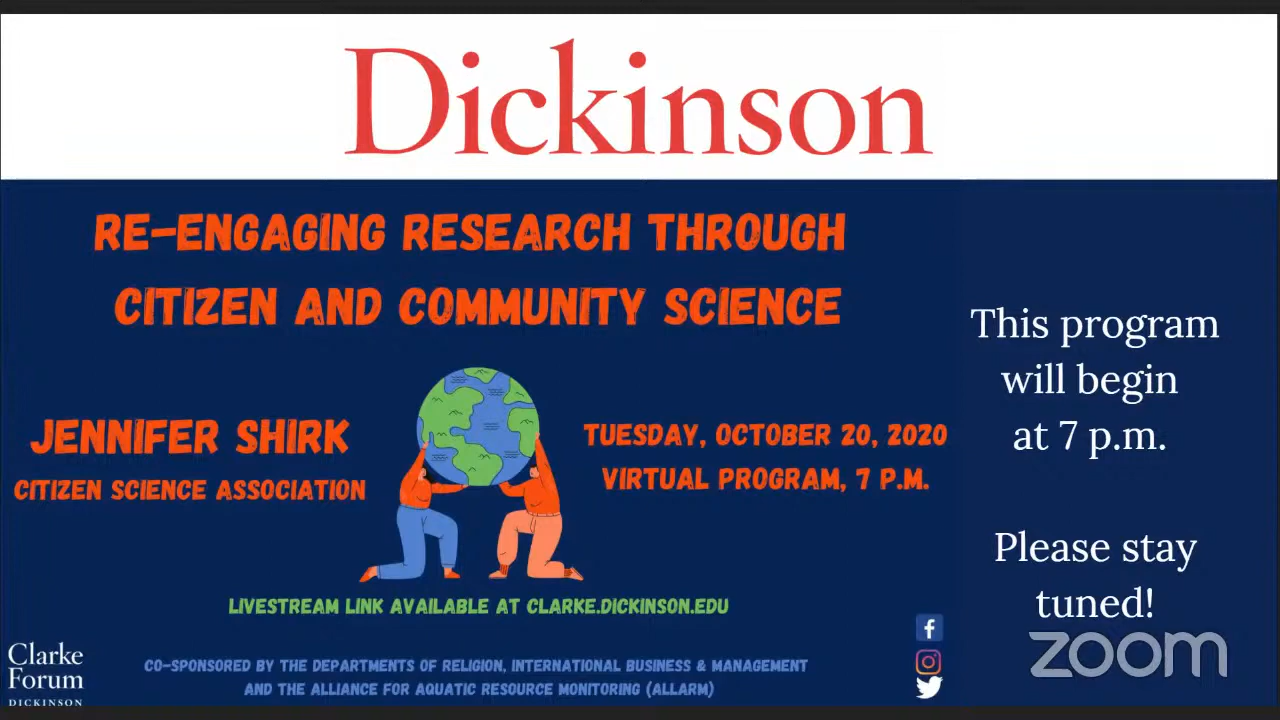 Dickinson
RE-ENGAGING RESEARCH THROUGH
CITIZEN AND COMMUNITY SCIENCE
JENNIFER SHIRK
CITIZEN SCIENCE ASSOCIATION
TUESDAY, OCTOBER 20, 2020
VIRTUAL PROGRAM, 7 P.M.
LIVESTREAM LINK AVAILABLE AT CLARKE.DICKINSON.EDU
CO-SPONSORED BY THE DEPARTMENTS OF RELIGION, INTERNATIONAL BUSINESS & MANAGEMENT
AND THE ALLIANCE FOR AQUATIC RESOURCE MONITORING (ALLARM)
Clarke
Forum
DICKINSON
This program
will begin
at 7 p.m.
Please stay
tuned!
zoom